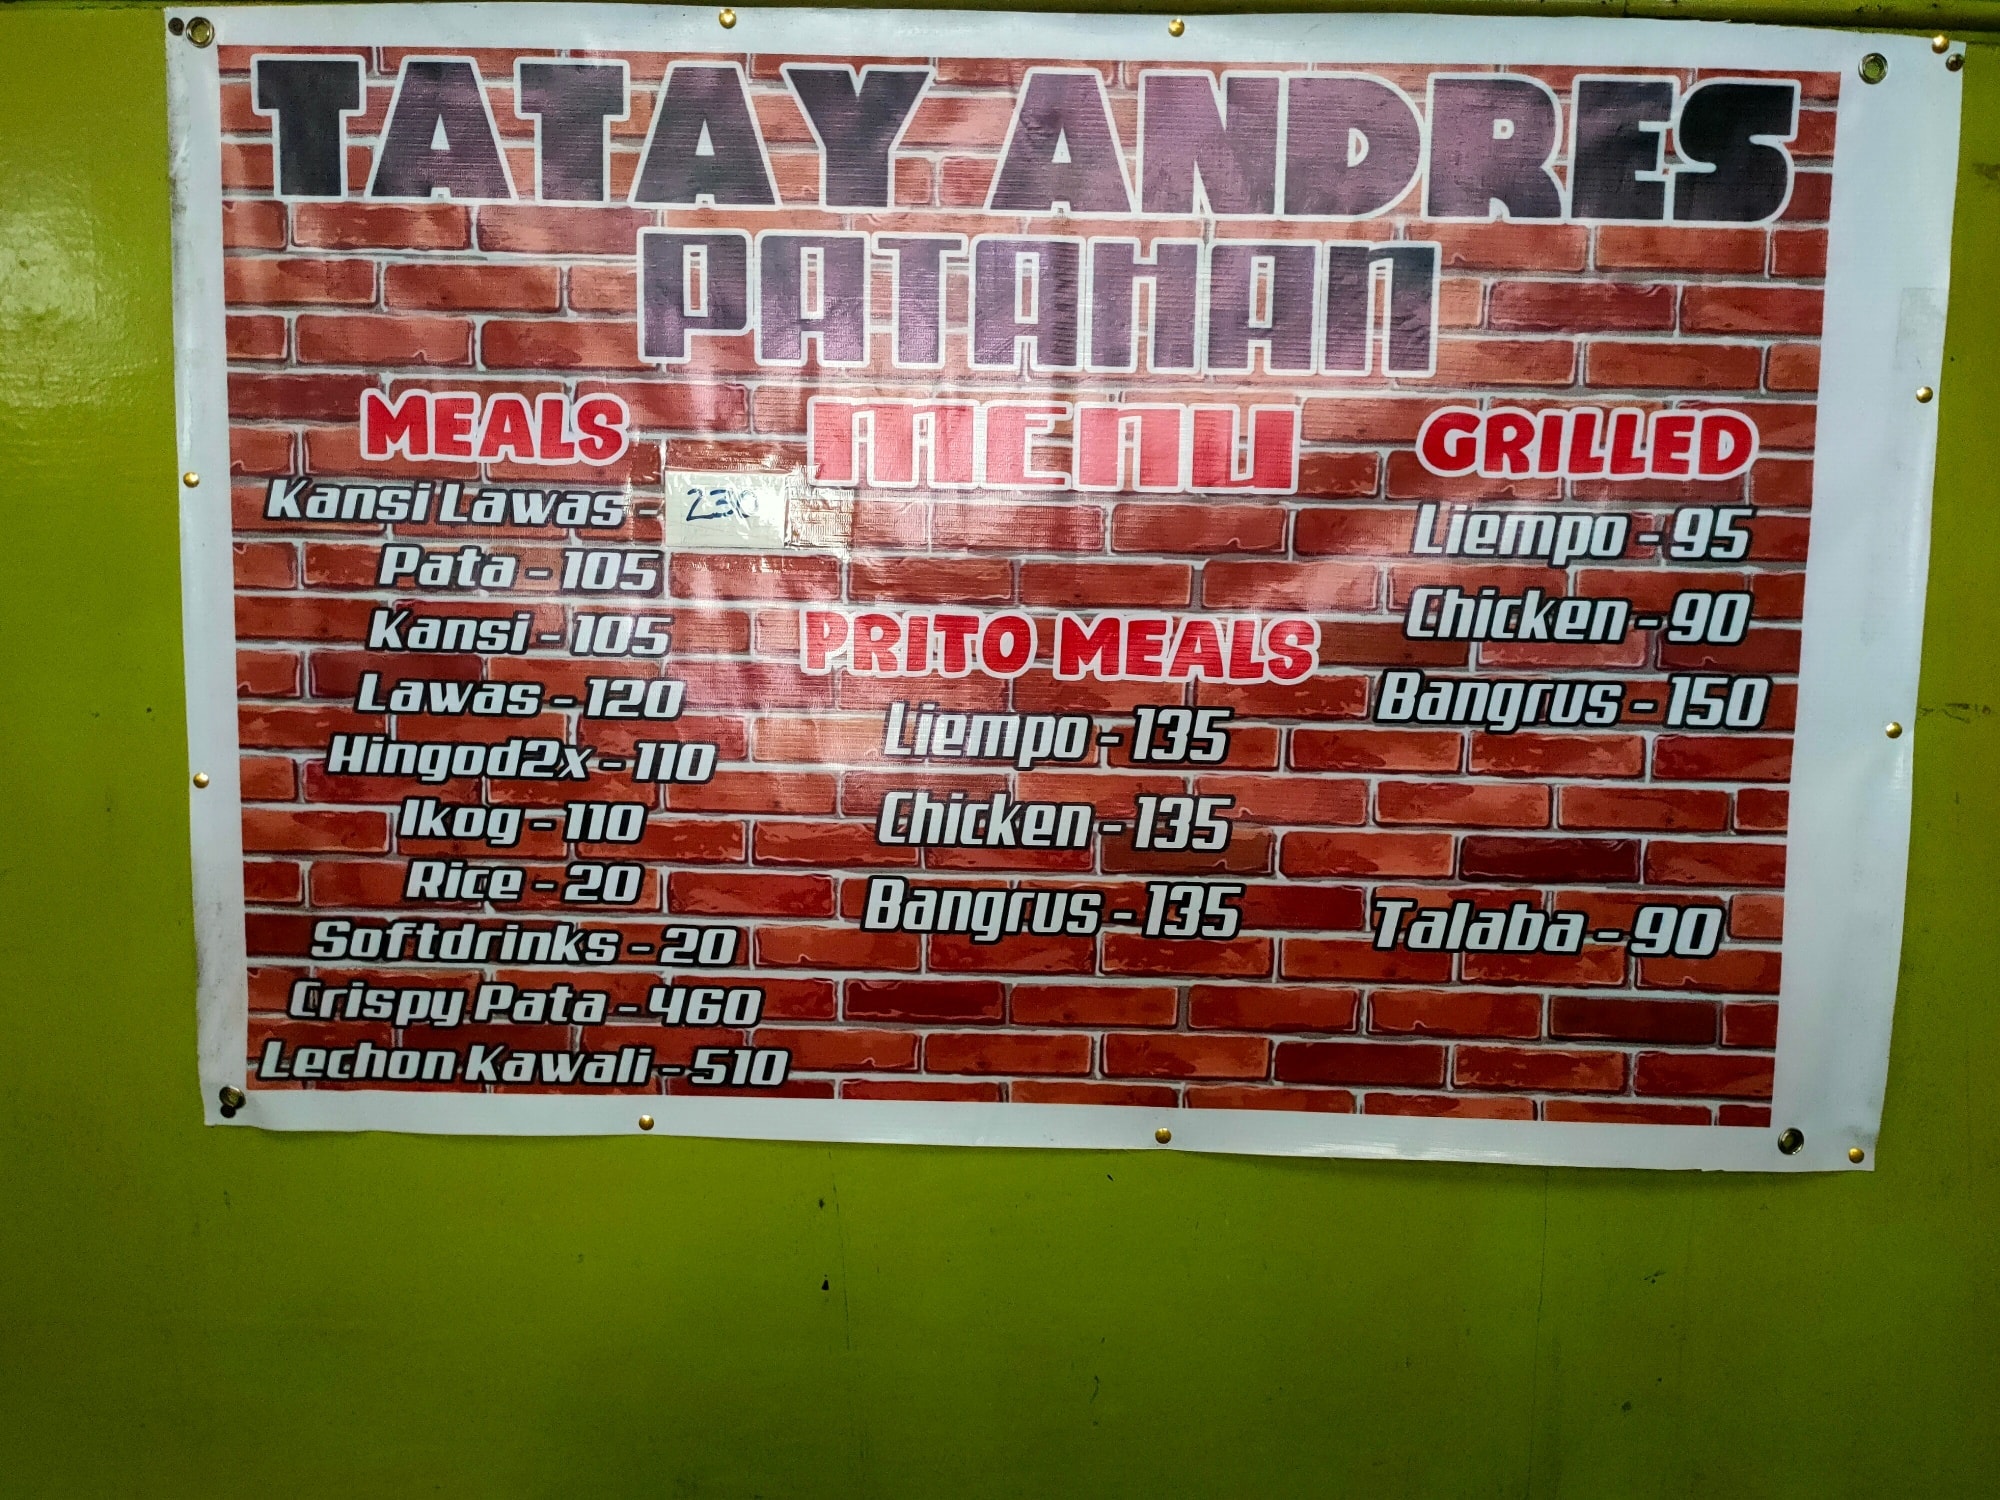 TATAY ANDRES
PATAHAN
MENU
MEALS
Kansi Lawas - 230
Pata - 105
Kansi - 105
Lawas - 120
Hingod2x - 110
Ikog - 110
Rice - 20
Softdrinks - 20
Crispy Pata - 460
Lechon Kawali - 510
PRITO MEALS
Liempo - 135
Chicken - 135
Bangrus - 135
GRILLED
Liempo - 95
Chicken - 90
Bangrus - 150
Talaba - 90